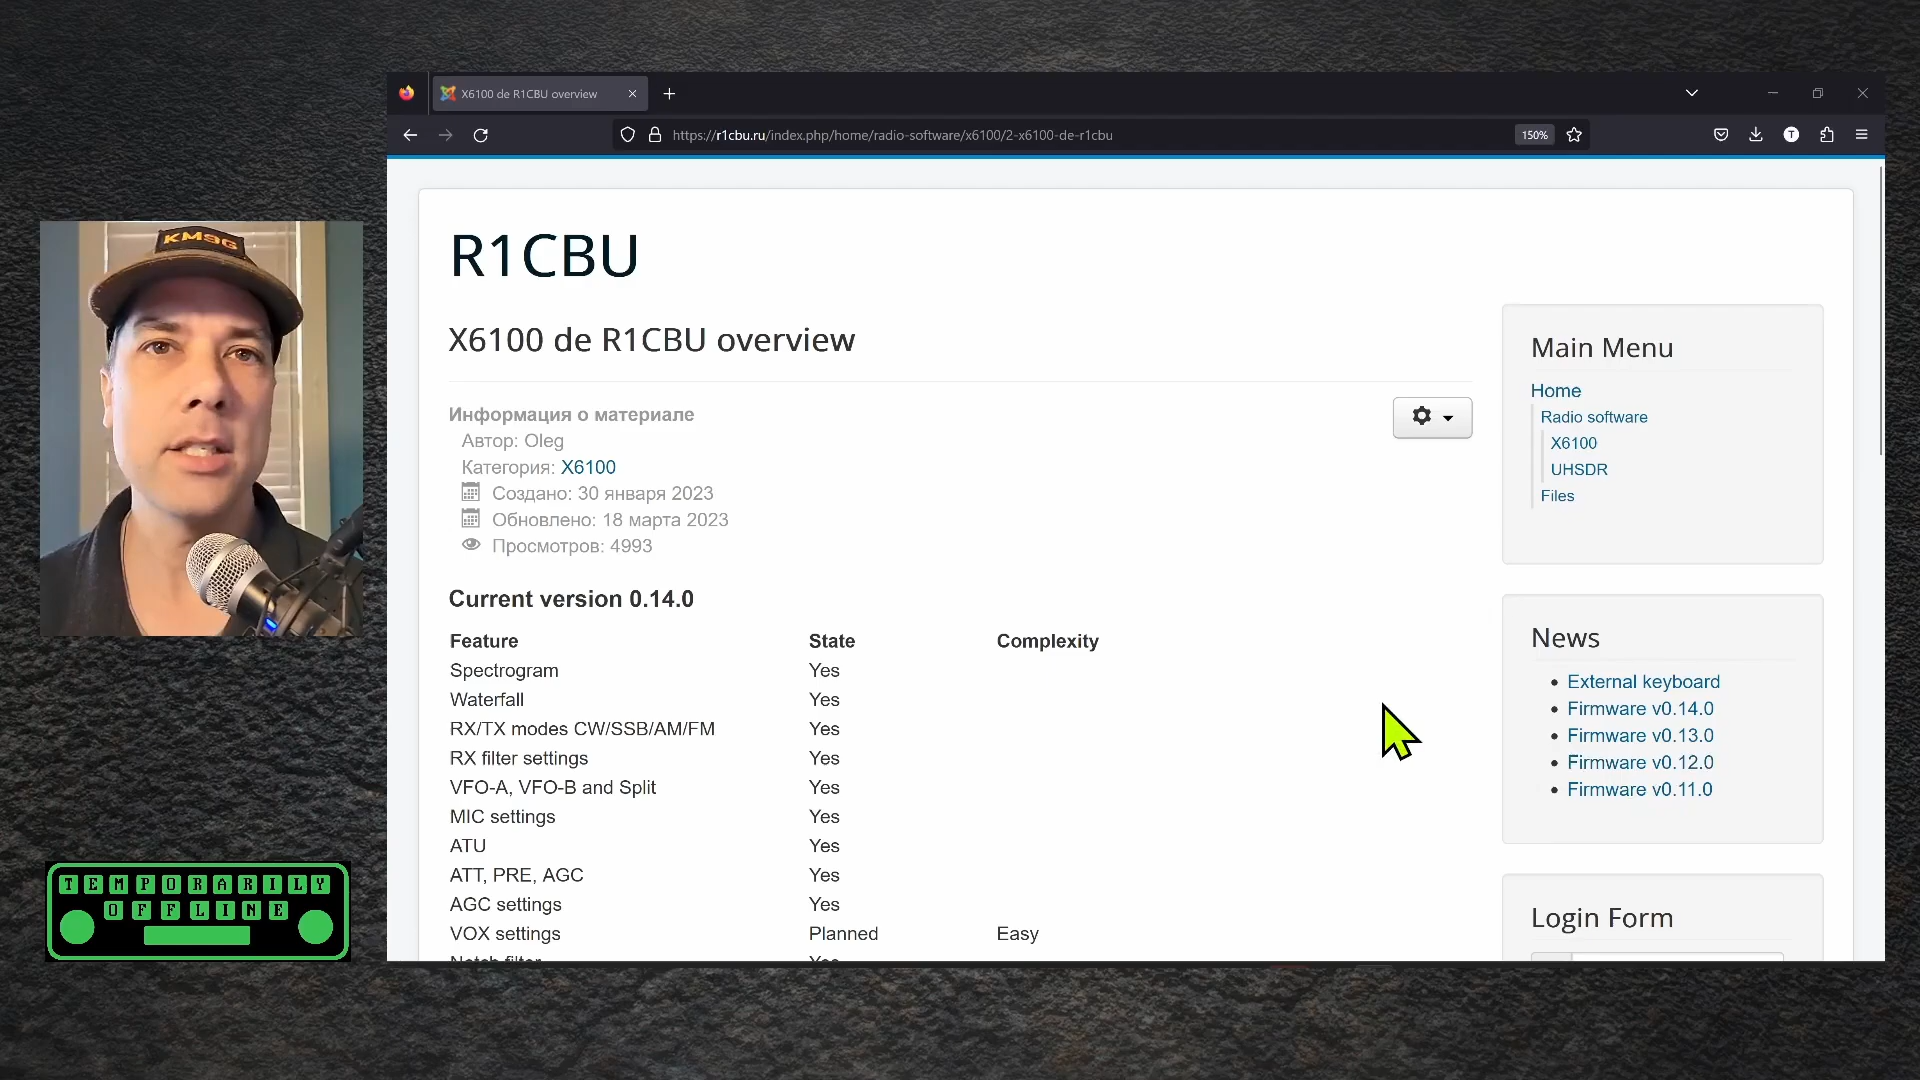 X6100 de R1CBU overview
https://r1cbu.ru/index.php/home/radio-software/x6100/2-x6100-de-r1cbu
150%
T
KM9G
R1CBU
X6100 de R1CBU overview
Информация о материале
Автор: Oleg
Категория: X6100
Создано: 30 января 2023
Обновлено: 18 марта 2023
Просмотров: 4993
Current version 0.14.0
Feature State Complexity
Spectrogram Yes
Waterfall Yes
RX/TX modes CW/SSB/AM/FM Yes
RX filter settings Yes
VFO-A, VFO-B and Split Yes
MIC settings Yes
ATU Yes
ATT, PRE, AGC Yes
AGC settings Yes
VOX settings Planned Easy
Notch filter Yes
Main Menu
Home
Radio software
X6100
UHSDR
Files
News
External keyboard
Firmware v0.14.0
Firmware v0.13.0
Firmware v0.12.0
Firmware v0.11.0
Login Form
TEMPORARILY
OFFLINE